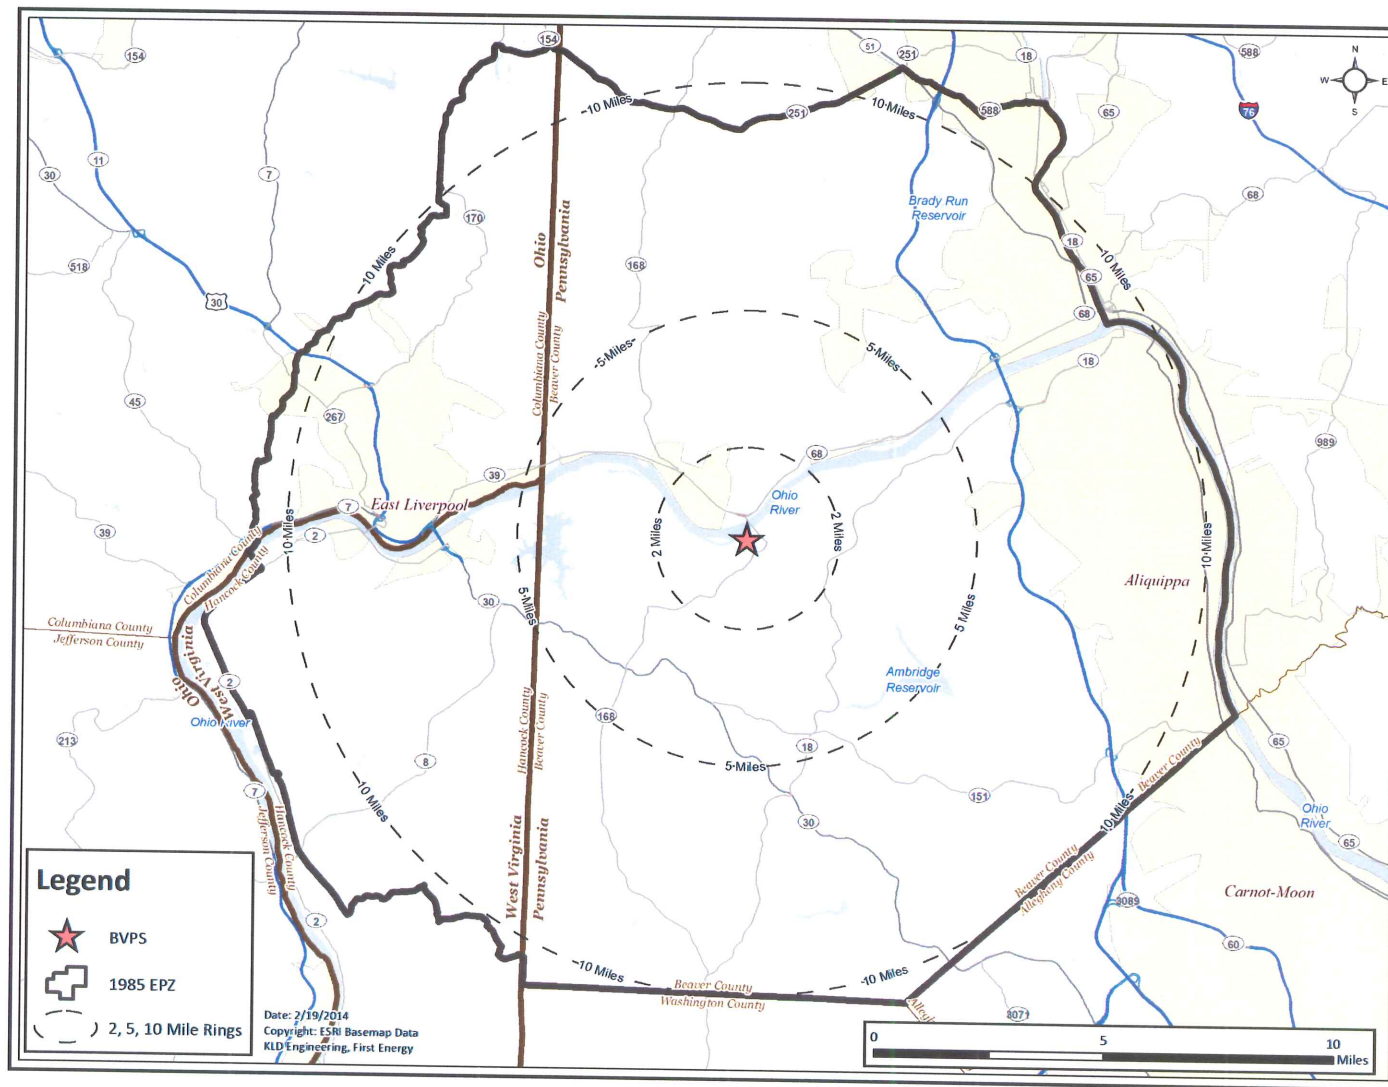 154
154
51
251
18
588
N
W
E
S
10 Miles
10 Miles
251
588
65
76
11
30
7
170
68
Brady Run
Reservoir
Ohio
Pennsylvania
168
18
10 Miles
518
10 Miles
65
30
68
Columbiana County
Beaver County
5 Miles
5 Miles
18
45
267
989
68
39
Ohio
River
East Liverpool
7
2
39
10 Miles
2 Miles
2 Miles
10 Miles
Columbiana County
Hancock County
Aliquippa
30
5 Miles
5 Miles
Columbiana County
Jefferson County
West Virginia
Ohio
2
Ohio River
Ambridge
Reservoir
Hancock County
Beaver County
168
18
213
8
5 Miles
65
Beaver County
7
10 Miles
151
10 Miles
30
Ohio
River
65
Hancock County
Jefferson County
West Virginia
Pennsylvania
Beaver County
Allegheny County
Carnot-Moon
3089
2
60
10 Miles
10 Miles
Beaver County
Washington County
Allegh
3071
Legend
BVPS
1985 EPZ
2, 5, 10 Mile Rings
Date: 2/19/2014
Copyright: ESRI Basemap Data
KLD Engineering, First Energy
0 5 10
Miles